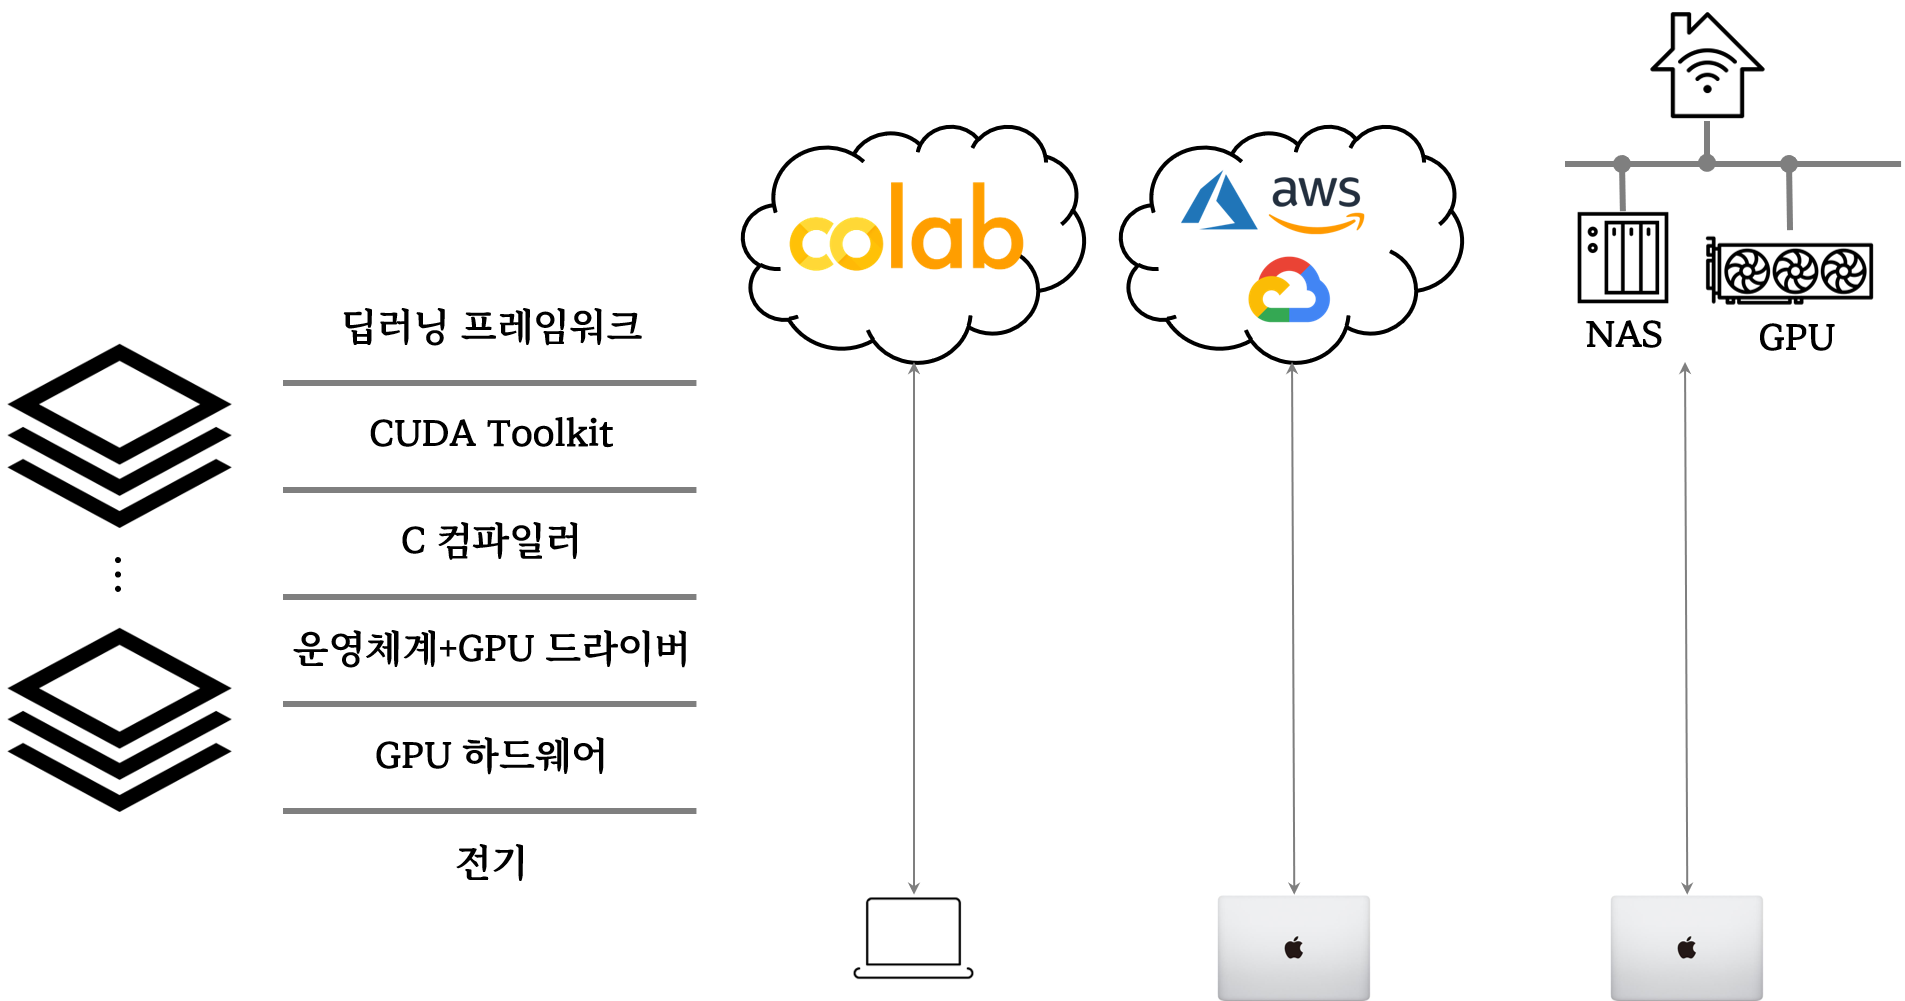 딥러닝 프레임워크
CUDA Toolkit
C 컴파일러
운영체계+GPU 드라이버
GPU 하드웨어
전기
colab
aws
NAS
GPU